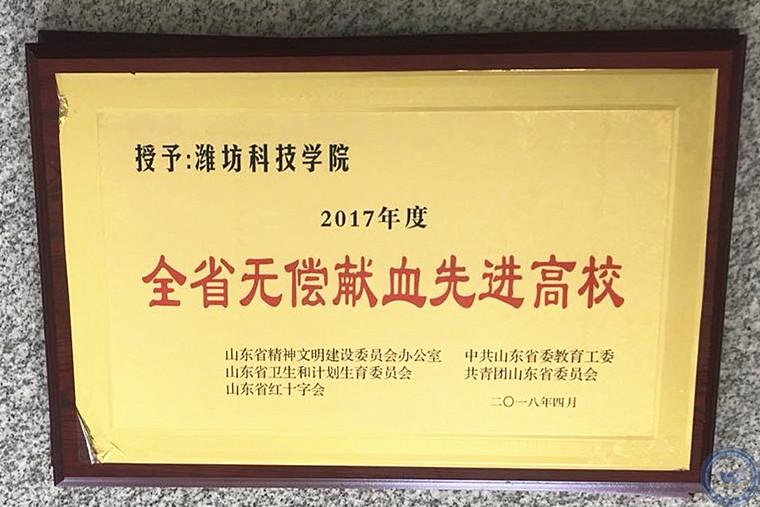 授予:潍坊科技学院
2017年度
全省无偿献血先进高校
山东省精神文明建设委员会办公室 中共山东省委教育工委
山东省卫生和计划生育委员会 共青团山东省委员会
山东省红十字会
二〇一八年四月